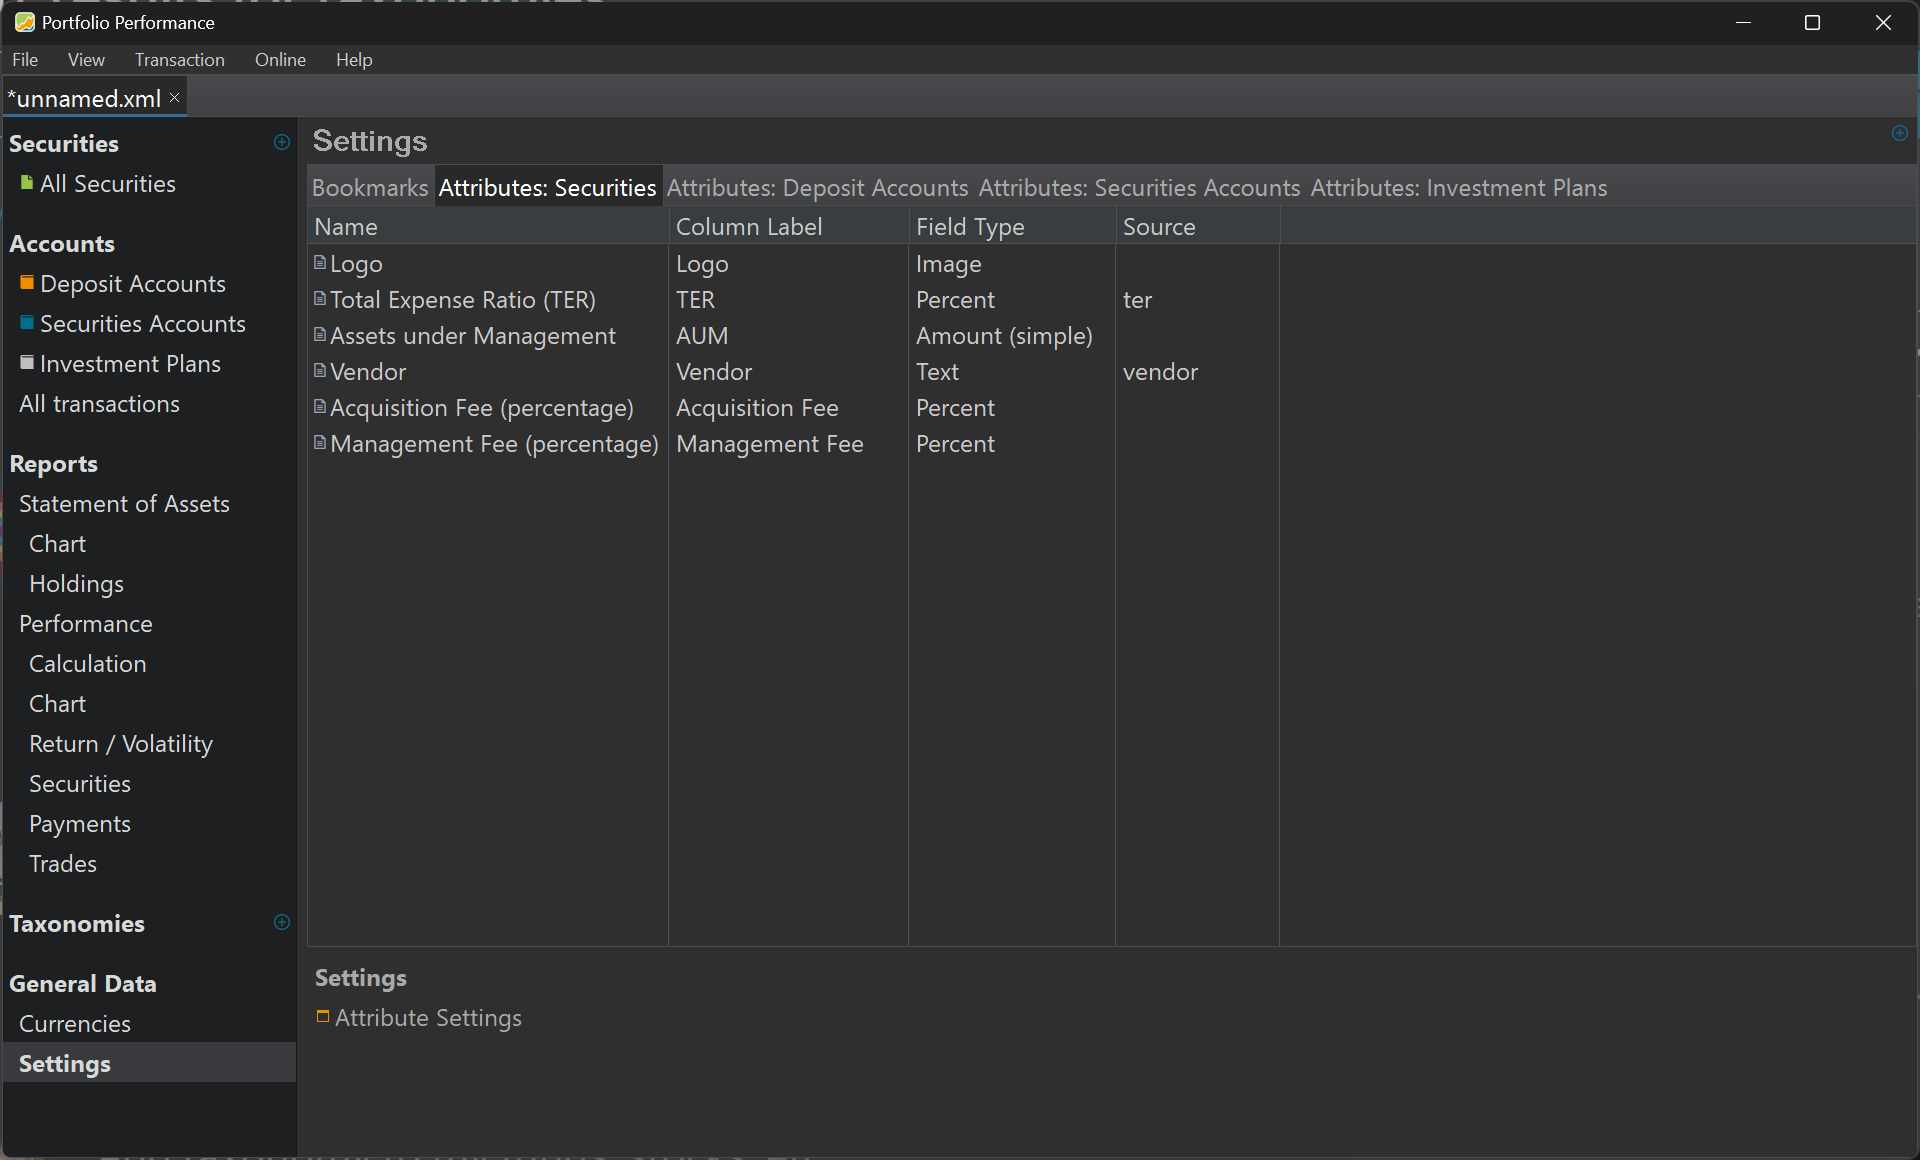 Portfolio Performance
File View Transaction Online Help
*unnamed.xml
Securities
All Securities
Accounts
Deposit Accounts
Securities Accounts
Investment Plans
All transactions
Reports
Statement of Assets
Chart
Holdings
Performance
Calculation
Chart
Return / Volatility
Securities
Payments
Trades
Taxonomies
General Data
Currencies
Settings
Settings
Bookmarks Attributes: Securities Attributes: Deposit Accounts Attributes: Securities Accounts Attributes: Investment Plans
Name Column Label Field Type Source
Logo Logo Image
Total Expense Ratio (TER) TER Percent ter
Assets under Management AUM Amount (simple)
Vendor Vendor Text vendor
Acquisition Fee (percentage) Acquisition Fee Percent
Management Fee (percentage) Management Fee Percent
Settings
Attribute Settings